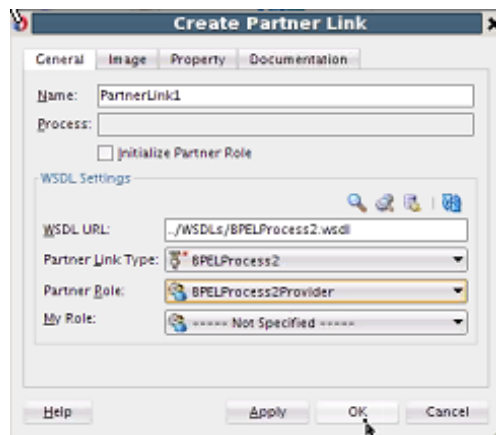 Create Partner Link
General Image Property Documentation
Name: PartnerLink1
Process:
Initialize Partner Role
WSDL Settings
WSDL URL: ../WSDLs/BPELProcess2.wsdl
Partner Link Type: BPELProcess2
Partner Role: BPELProcess2Provider
My Role: ----- Not Specified -----
Help Apply OK Cancel